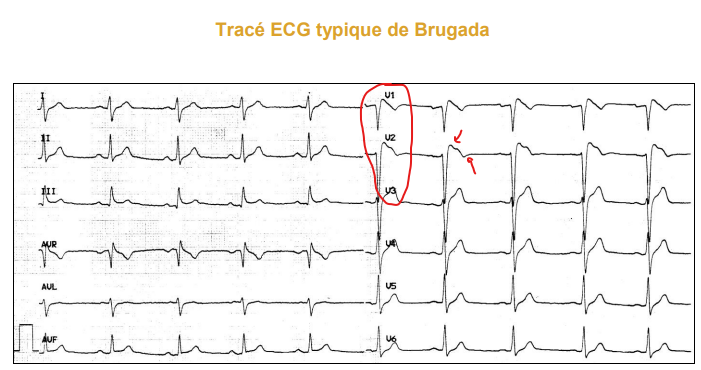 Tracé ECG typique de Brugada
I
II
III
AVR
AVL
AVF
V1
V2
V3
V4
V5
V6